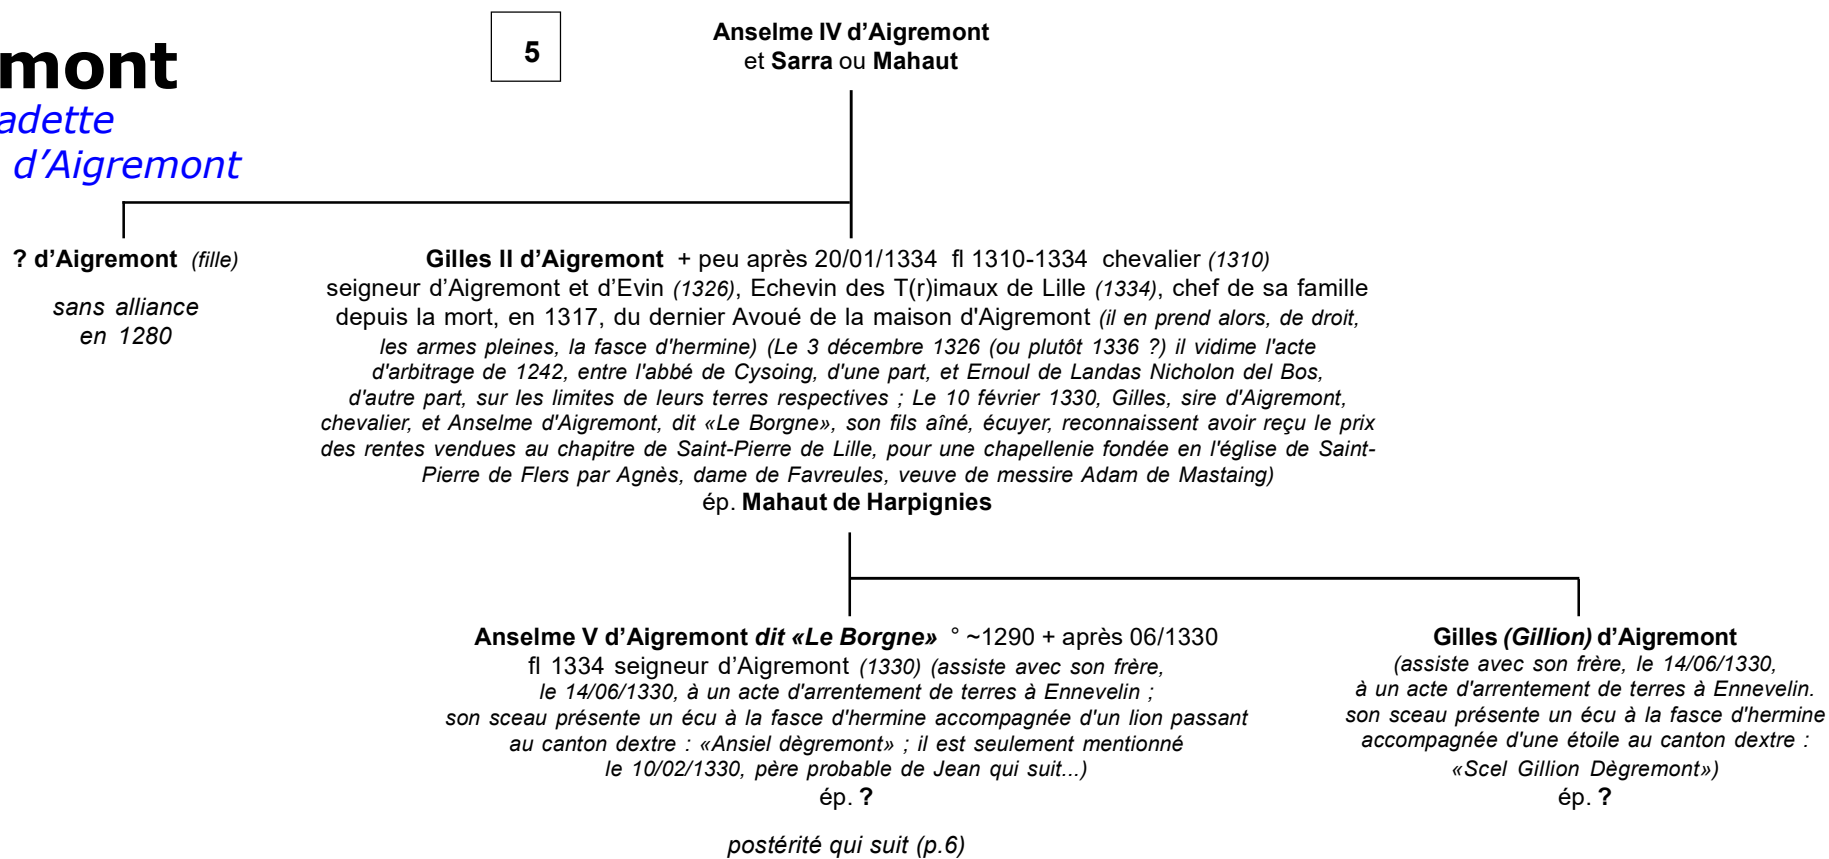 mont
adette
d’Aigremont
5
Anselme IV d’Aigremont
et Sarra ou Mahaut
? d’Aigremont (fille)
sans alliance
en 1280
Gilles II d’Aigremont + peu après 20/01/1334 fl 1310-1334 chevalier (1310)
seigneur d’Aigremont et d’Evin (1326), Echevin des T(r)imaux de Lille (1334), chef de sa famille
depuis la mort, en 1317, du dernier Avoué de la maison d'Aigremont (il en prend alors, de droit,
les armes pleines, la fasce d'hermine) (Le 3 décembre 1326 (ou plutôt 1336 ?) il vidime l'acte
d'arbitrage de 1242, entre l'abbé de Cysoing, d'une part, et Ernoul de Landas Nicholon del Bos,
d'autre part, sur les limites de leurs terres respectives ; Le 10 février 1330, Gilles, sire d'Aigremont,
chevalier, et Anselme d'Aigremont, dit «Le Borgne», son fils aîné, écuyer, reconnaissent avoir reçu le prix
des rentes vendues au chapitre de Saint-Pierre de Lille, pour une chapellenie fondée en l'église de Saint-
Pierre de Flers par Agnès, dame de Favreules, veuve de messire Adam de Mastaing)
ép. Mahaut de Harpignies
Anselme V d’Aigremont dit «Le Borgne» ° ~1290 + après 06/1330
fl 1334 seigneur d’Aigremont (1330) (assiste avec son frère,
le 14/06/1330, à un acte d'arrentement de terres à Ennevelin ;
son sceau présente un écu à la fasce d'hermine accompagnée d'un lion passant
au canton dextre : «Ansiel dègremont» ; il est seulement mentionné
le 10/02/1330, père probable de Jean qui suit...)
ép. ?
postérité qui suit (p.6)
Gilles (Gillion) d’Aigremont
(assiste avec son frère, le 14/06/1330,
à un acte d'arrentement de terres à Ennevelin.
son sceau présente un écu à la fasce d'hermine
accompagnée d'une étoile au canton dextre :
«Scel Gillion Dègremont»)
ép. ?